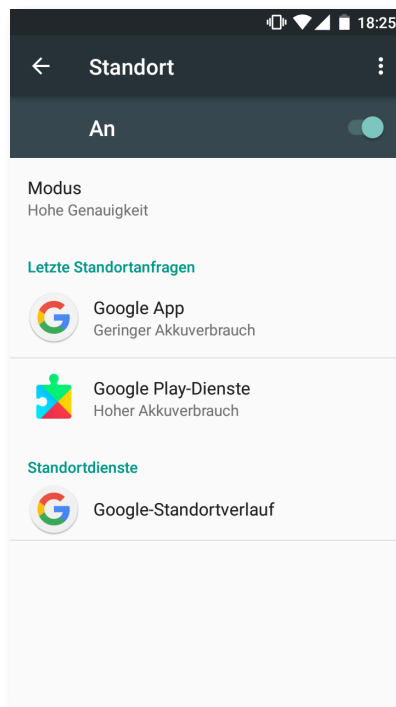 18:25
Standort
An
Modus
Hohe Genauigkeit
Letzte Standortanfragen
Google App
Geringer Akkuverbrauch
Google Play-Dienste
Hoher Akkuverbrauch
Standortdienste
Google-Standortverlauf